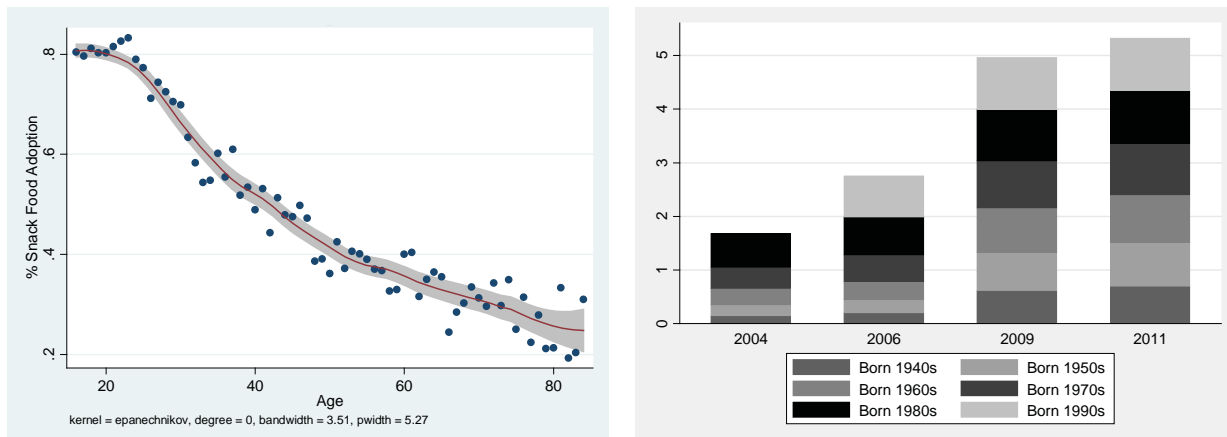 % Snack Food Adoption
.8
.6
.4
.2
20 40 60 80
Age
kernel = epanechnikov, degree = 0, bandwidth = 3.51, pwidth = 5.27
5
4
3
2
1
0
2004 2006 2009 2011
Born 1940s Born 1950s
Born 1960s Born 1970s
Born 1980s Born 1990s